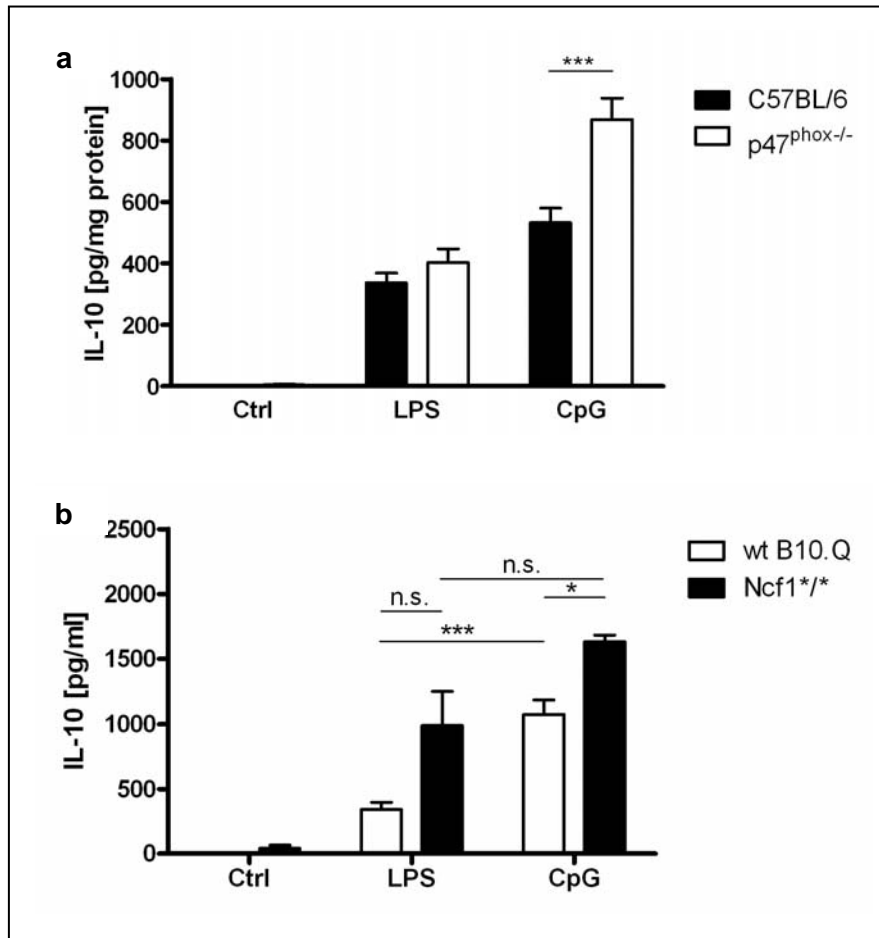 a
***
1000
800
600
400
200
0
IL-10 [pg/mg protein]
Ctrl LPS CpG
C57BL/6
p47phox-/-
b
2500
2000
1500
1000
500
0
IL-10 [pg/ml]
n.s.
n.s.
*
***
Ctrl LPS CpG
wt B10.Q
Ncf1*/*